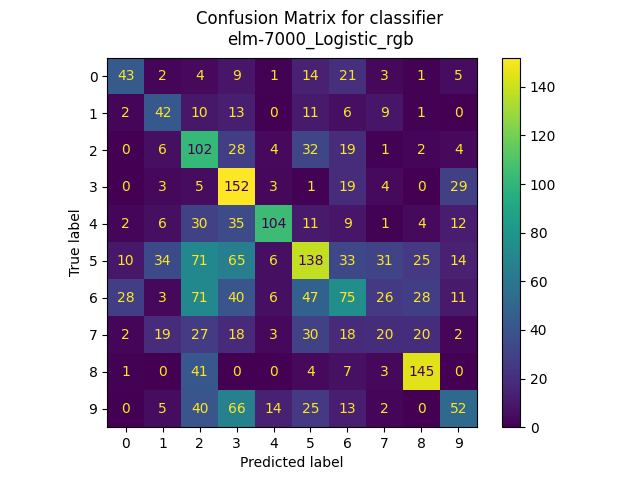 Confusion Matrix for classifier
elm-7000_Logistic_rgb
0 43 2 4 9 1 14 21 3 1 5
1 2 42 10 13 0 11 6 9 1 0
2 0 6 102 28 4 32 19 1 2 4
3 0 3 5 152 3 1 19 4 0 29
4 2 6 30 35 104 11 9 1 4 12
5 10 34 71 65 6 138 33 31 25 14
6 28 3 71 40 6 47 75 26 28 11
7 2 19 27 18 3 30 18 20 20 2
8 1 0 41 0 0 4 7 3 145 0
9 0 5 40 66 14 25 13 2 0 52
0 1 2 3 4 5 6 7 8 9
Predicted label
True label
140
120
100
80
60
40
20
0